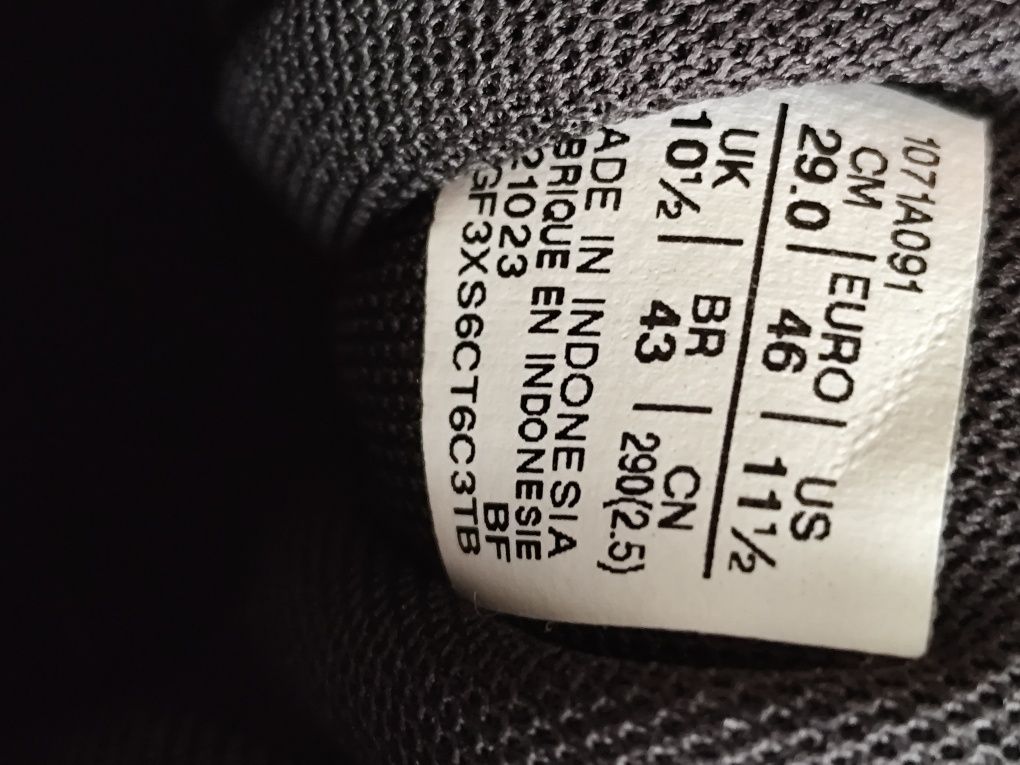 1071A091
CM | EURO | US
29.0 | 46 | 11½
UK | BR | CN
10½ | 43 | 290(2.5)
ADE IN INDONESIA
BRIQUE EN INDONESIE
21023 BF
GF3XS6CT6C3TB